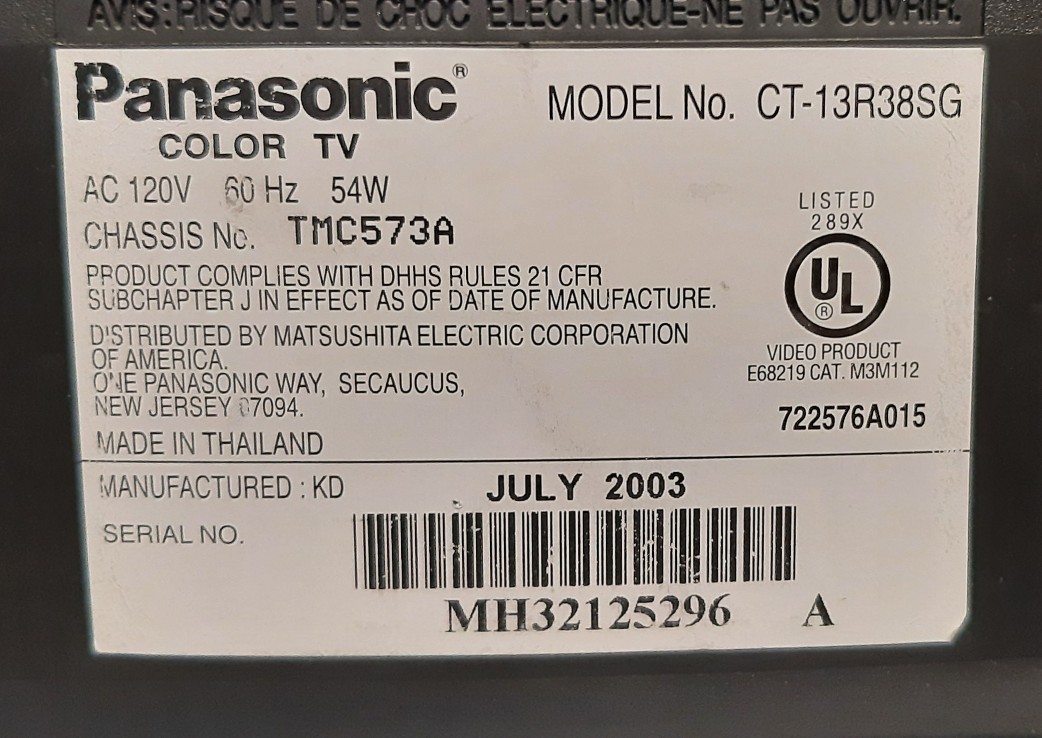 AVIS:RISQUE DE CHOC ELECTRIQUE-NE PAS OUVRIR.
Panasonic®
COLOR TV
MODEL No. CT-13R38SG
AC 120V 60 Hz 54W
CHASSIS No. TMC573A
LISTED
289X
UL®
PRODUCT COMPLIES WITH DHHS RULES 21 CFR
SUBCHAPTER J IN EFFECT AS OF DATE OF MANUFACTURE.
DISTRIBUTED BY MATSUSHITA ELECTRIC CORPORATION
OF AMERICA.
ONE PANASONIC WAY, SECAUCUS,
NEW JERSEY 07094.
VIDEO PRODUCT
E68219 CAT. M3M112
722576A015
MADE IN THAILAND
MANUFACTURED : KD JULY 2003
SERIAL NO.
MH32125296 A